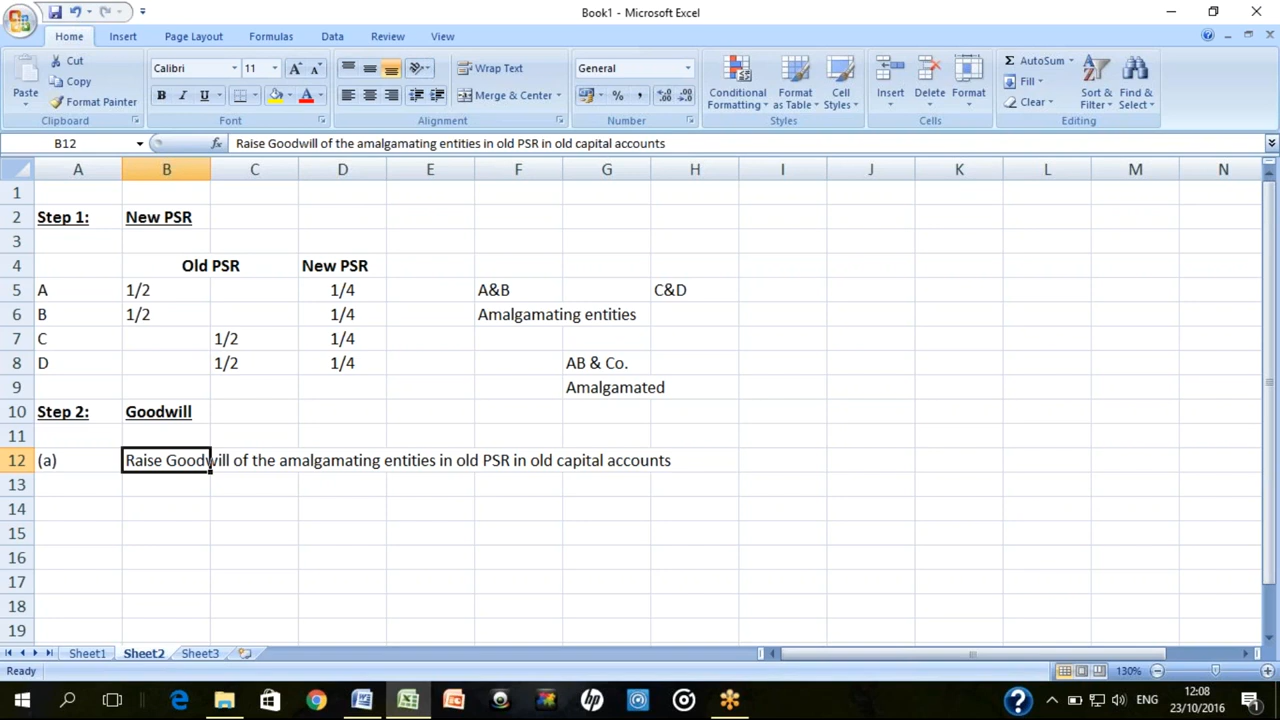 Book1 - Microsoft Excel
Home Insert Page Layout Formulas Data Review View
Paste Cut Copy Format Painter Clipboard
Calibri 11 B I U A A A Font
Wrap Text Merge & Center Alignment
General % , Number
Conditional Formatting Format as Table Cell Styles Styles
Insert Delete Format Cells
Σ AutoSum Fill Clear Sort & Filter Find & Select Editing
B12 fx Raise Goodwill of the amalgamating entities in old PSR in old capital accounts
A B C D E F G H I J K L M N
1
2 Step 1: New PSR
3
4 Old PSR New PSR
5 A 1/2 1/4 A&B C&D
6 B 1/2 1/4 Amalgamating entities
7 C 1/2 1/4
8 D 1/2 1/4 AB & Co.
9 Amalgamated
10 Step 2: Goodwill
11
12 (a) Raise Goodwill of the amalgamating entities in old PSR in old capital accounts
13
14
15
16
17
18
19
Sheet1 Sheet2 Sheet3
Ready 130%
hp ? ENG 12:08
23/10/2016 1